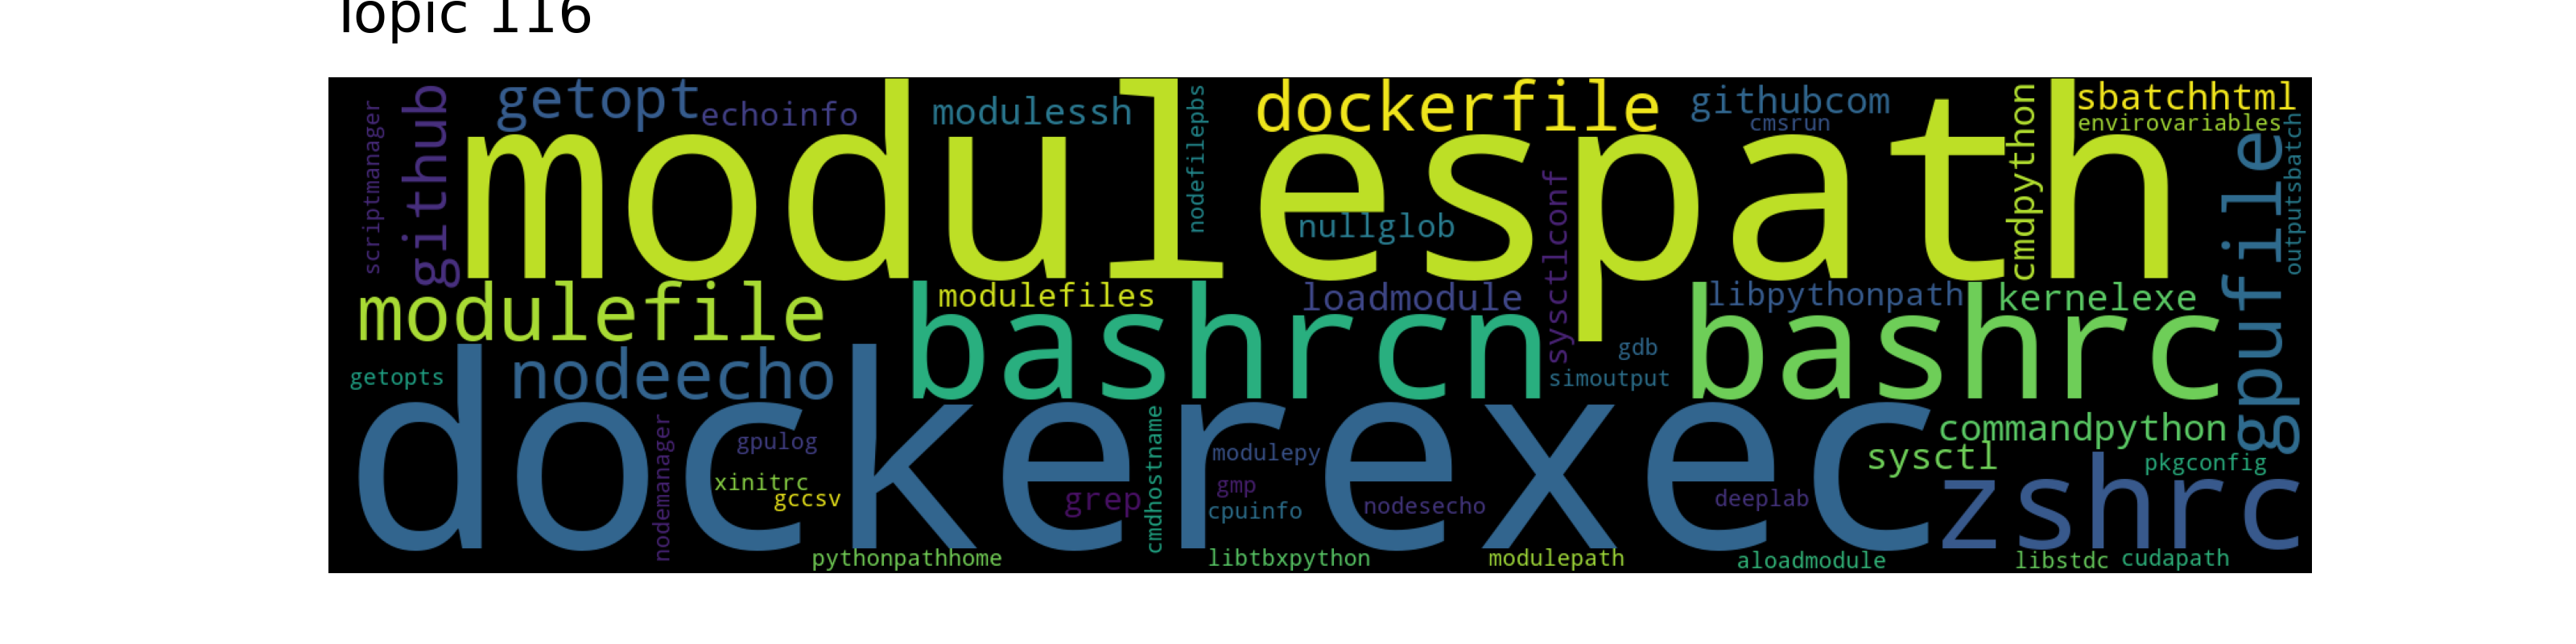 Topic 116
scriptmanager
github
getopt
echoinfo
modulessh
nodefilepbs
dockerfile
githubcom
cmsrun
cmdpython
sbatchhtml
envirovariables
outputsbatch
modulespath
nullglob
sysctlconf
gpufile
modulefile
modulefiles
loadmodule
libpythonpath
kernelexe
bashrcn
bashrc
getopts
nodeecho
gdb
simoutput
dockerexec
nodemanager
gpulog
xinitrc
gccsv
grep
cmdhostname
modulepy
gmp
cpuinfo
nodesecho
deeplab
commandpython
sysctl
pkgconfig
zshrc
pythonpathhome
libtbxpython
modulepath
aloadmodule
libstdc
cudapath